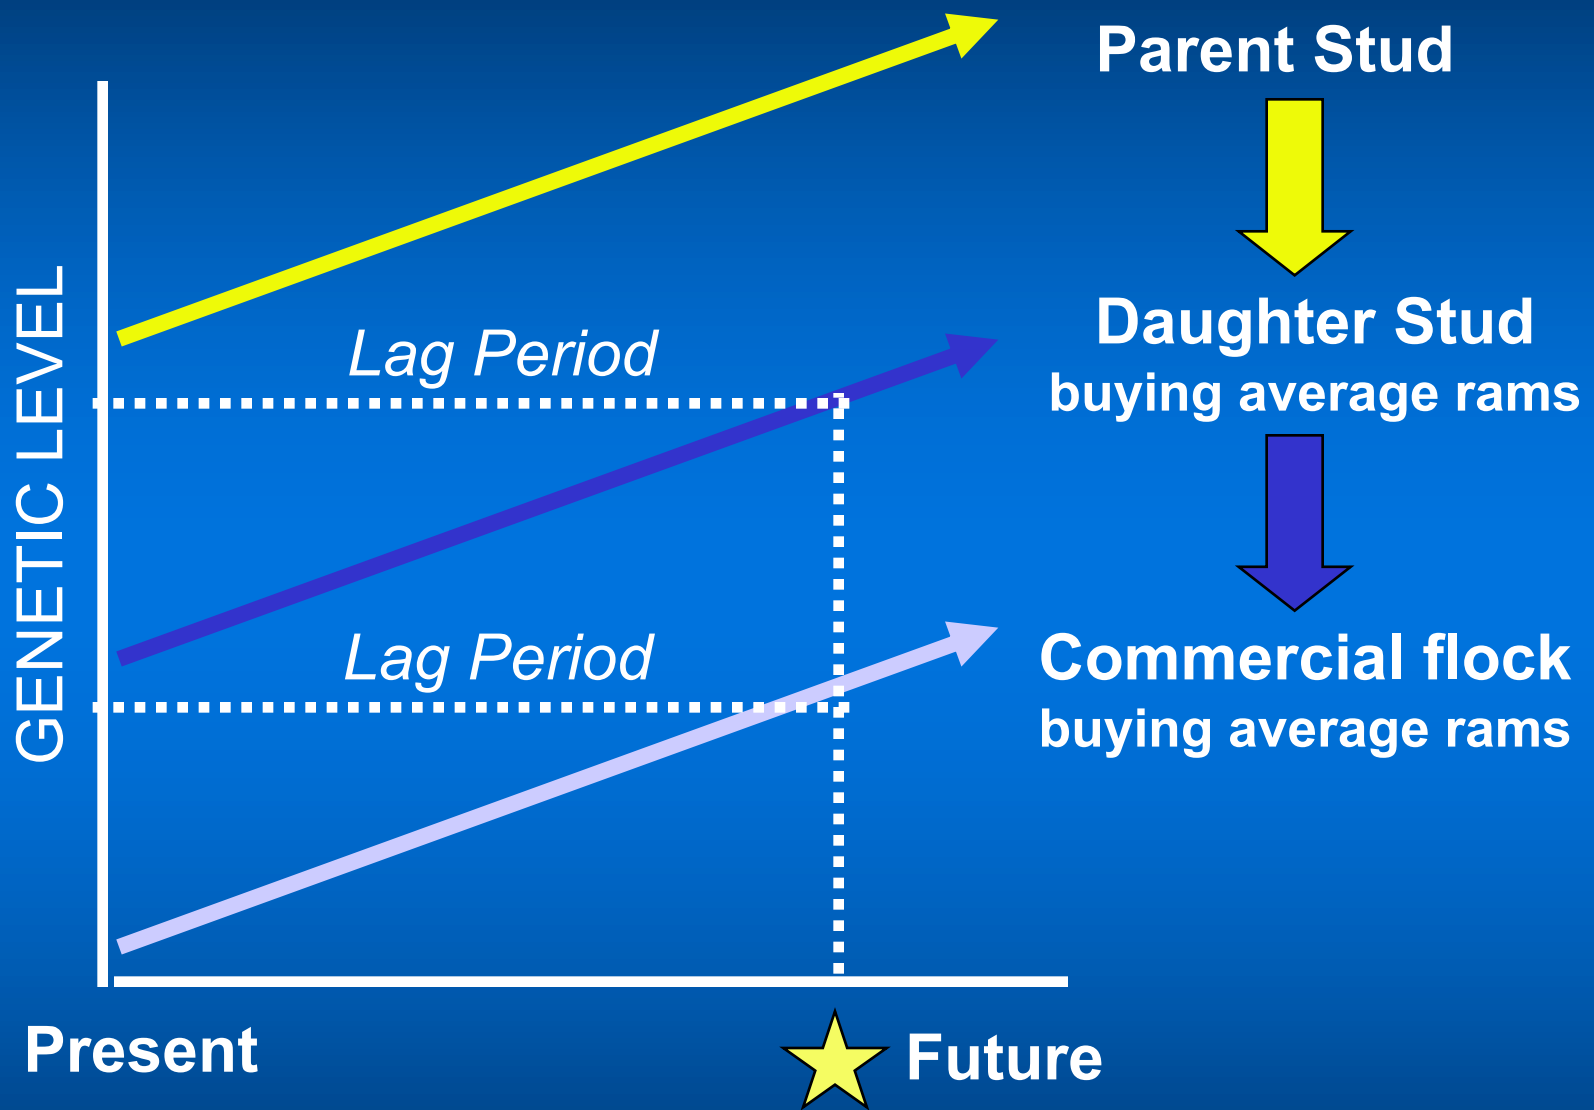 Parent Stud
GENETIC LEVEL
Lag Period
Daughter Stud
buying average rams
Lag Period
Commercial flock
buying average rams
Present
Future